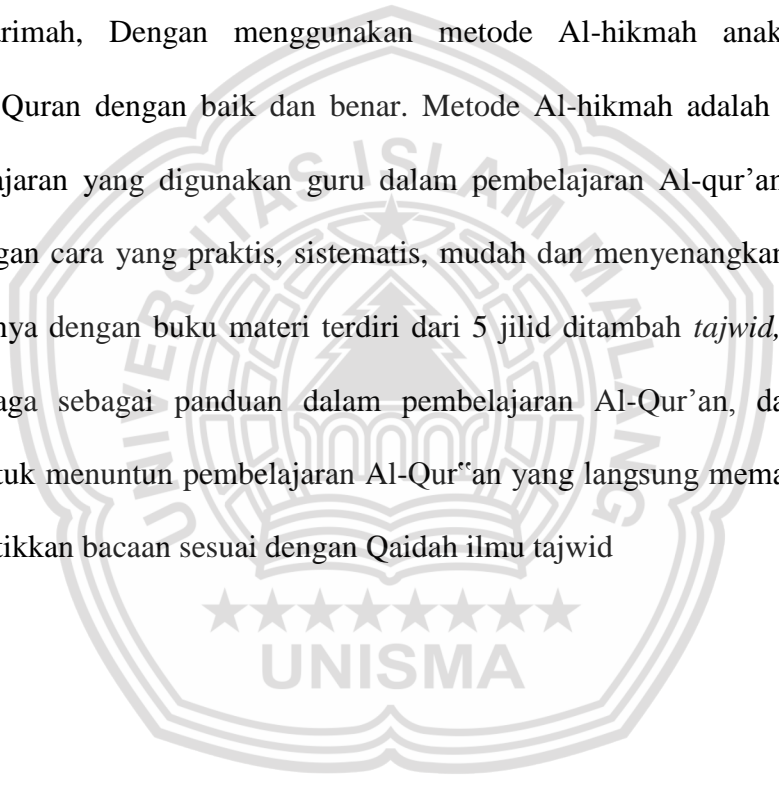 rimah, Dengan menggunakan metode Al-hikmah anak
Quran dengan baik dan benar. Metode Al-hikmah adalah
ajaran yang digunakan guru dalam pembelajaran Al-qur’an
gan cara yang praktis, sistematis, mudah dan menyenangkan
nya dengan buku materi terdiri dari 5 jilid ditambah tajwid,
aga sebagai panduan dalam pembelajaran Al-Qur’an, da
tuk menuntun pembelajaran Al-Qur‟an yang langsung mema
tikkan bacaan sesuai dengan Qaidah ilmu tajwid
UNIVERSITAS ISLAM MALANG
UNISMA